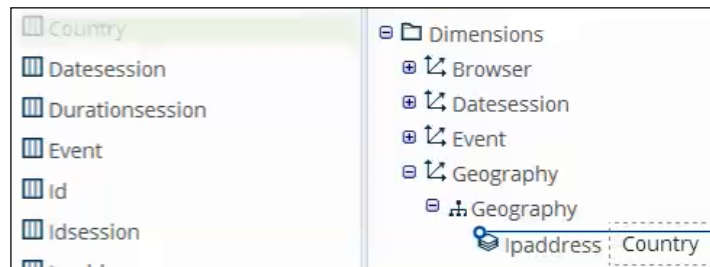 Country
Datesession
Durationsession
Event
Id
Idsession
Dimensions
Browser
Datesession
Event
Geography
Geography
Ipaddress Country